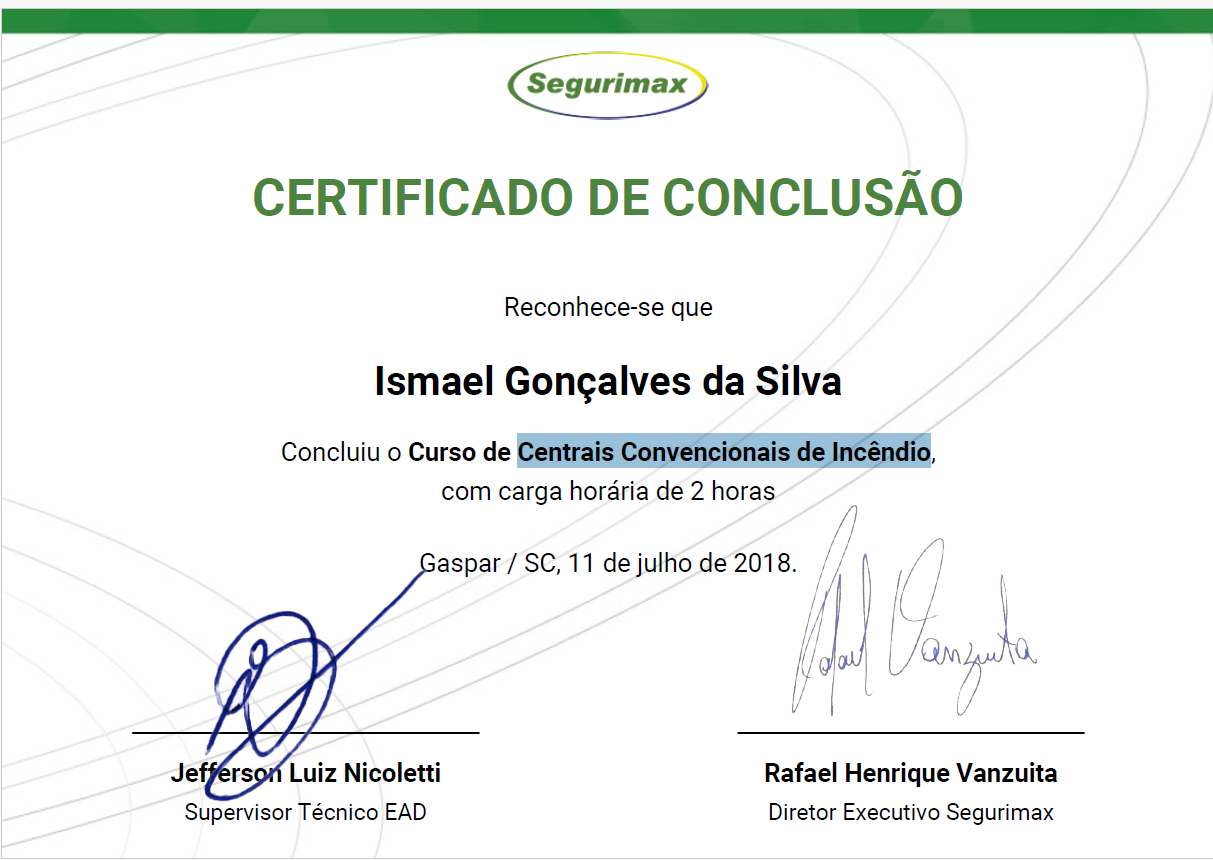 Segurimax
CERTIFICADO DE CONCLUSÃO
Reconhece-se que
Ismael Gonçalves da Silva
Concluiu o Curso de Centrais Convencionais de Incêndio,
com carga horária de 2 horas
Gaspar / SC, 11 de julho de 2018.
Rafael Vanzuita
Jefferson Luiz Nicoletti
Supervisor Técnico EAD
Rafael Henrique Vanzuita
Diretor Executivo Segurimax